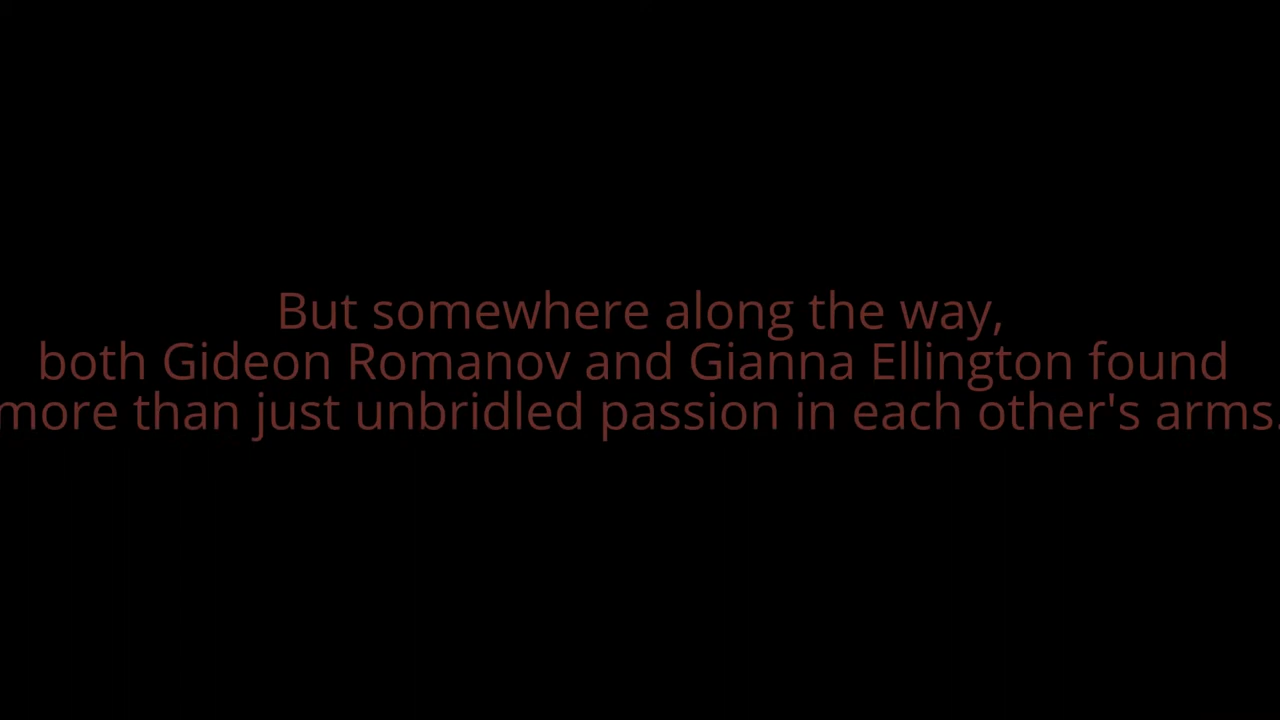 But somewhere along the way,
both Gideon Romanov and Gianna Ellington found
more than just unbridled passion in each other's arms.